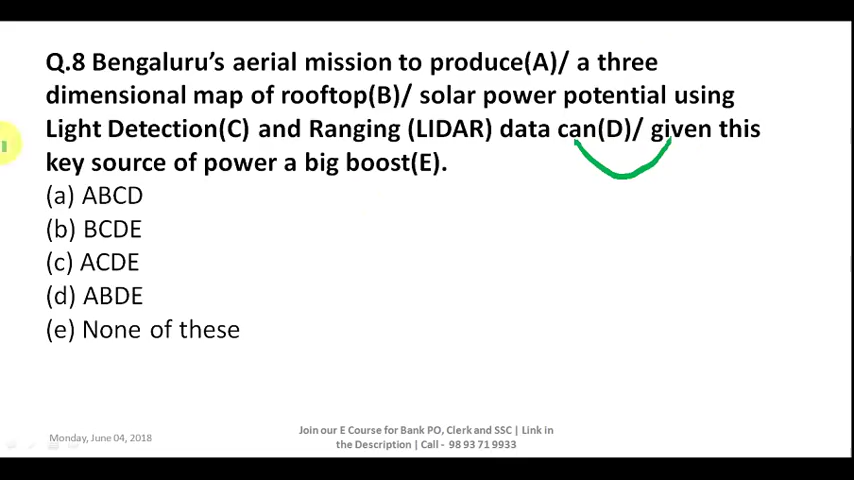 Q.8 Bengaluru’s aerial mission to produce(A)/ a three
dimensional map of rooftop(B)/ solar power potential using
Light Detection(C) and Ranging (LIDAR) data can(D)/ given this
key source of power a big boost(E).
(a) ABCD
(b) BCDE
(c) ACDE
(d) ABDE
(e) None of these
Monday, June 04, 2018
Join our E Course for Bank PO, Clerk and SSC | Link in
the Description | Call - 98 93 71 9933